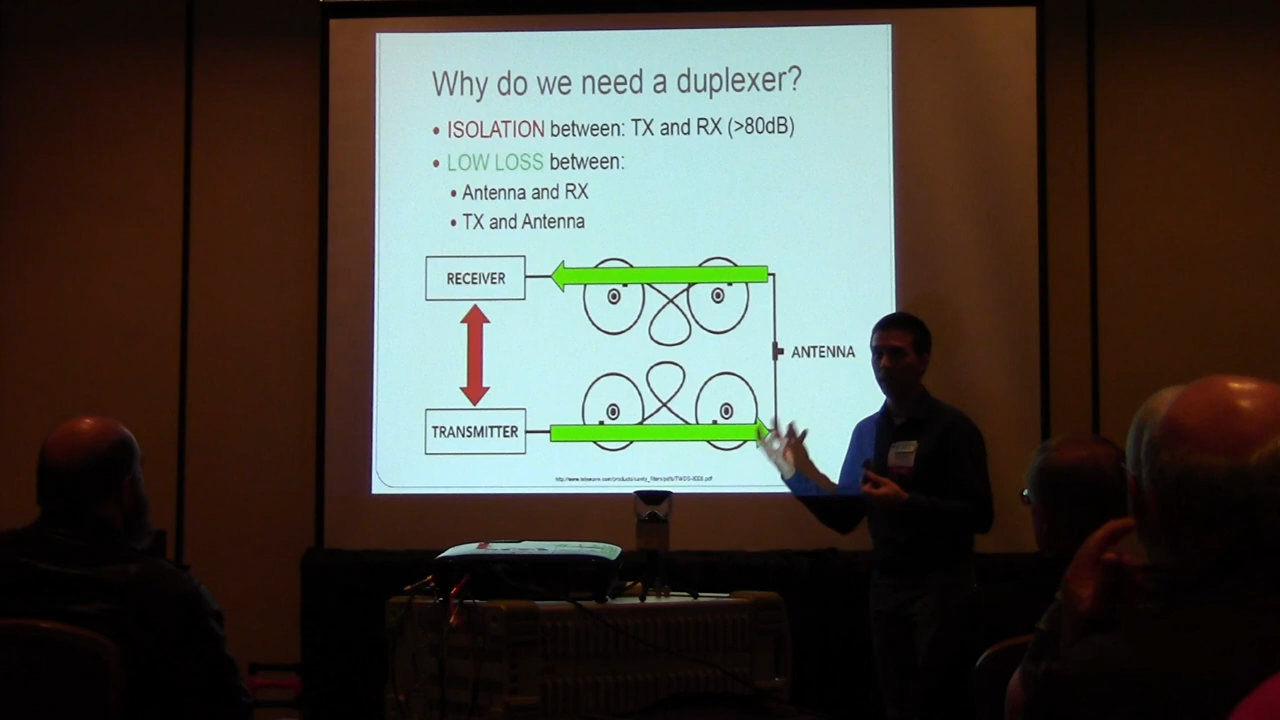 Why do we need a duplexer?
• ISOLATION between: TX and RX (>80dB)
• LOW LOSS between:
• Antenna and RX
• TX and Antenna
RECEIVER
ANTENNA
TRANSMITTER